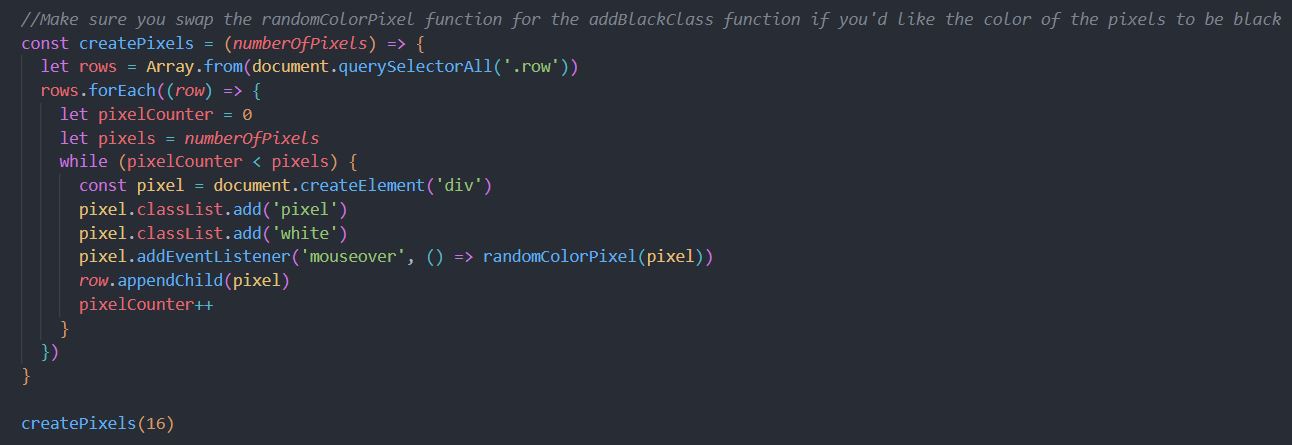 //Make sure you swap the randomColorPixel function for the addBlackClass function if you'd like the color of the pixels to be black
const createPixels = (numberOfPixels) => {
  let rows = Array.from(document.querySelectorAll('.row'))
  rows.forEach((row) => {
    let pixelCounter = 0
    let pixels = numberOfPixels
    while (pixelCounter < pixels) {
      const pixel = document.createElement('div')
      pixel.classList.add('pixel')
      pixel.classList.add('white')
      pixel.addEventListener('mouseover', () => randomColorPixel(pixel))
      row.appendChild(pixel)
      pixelCounter++
    }
  })
}

createPixels(16)